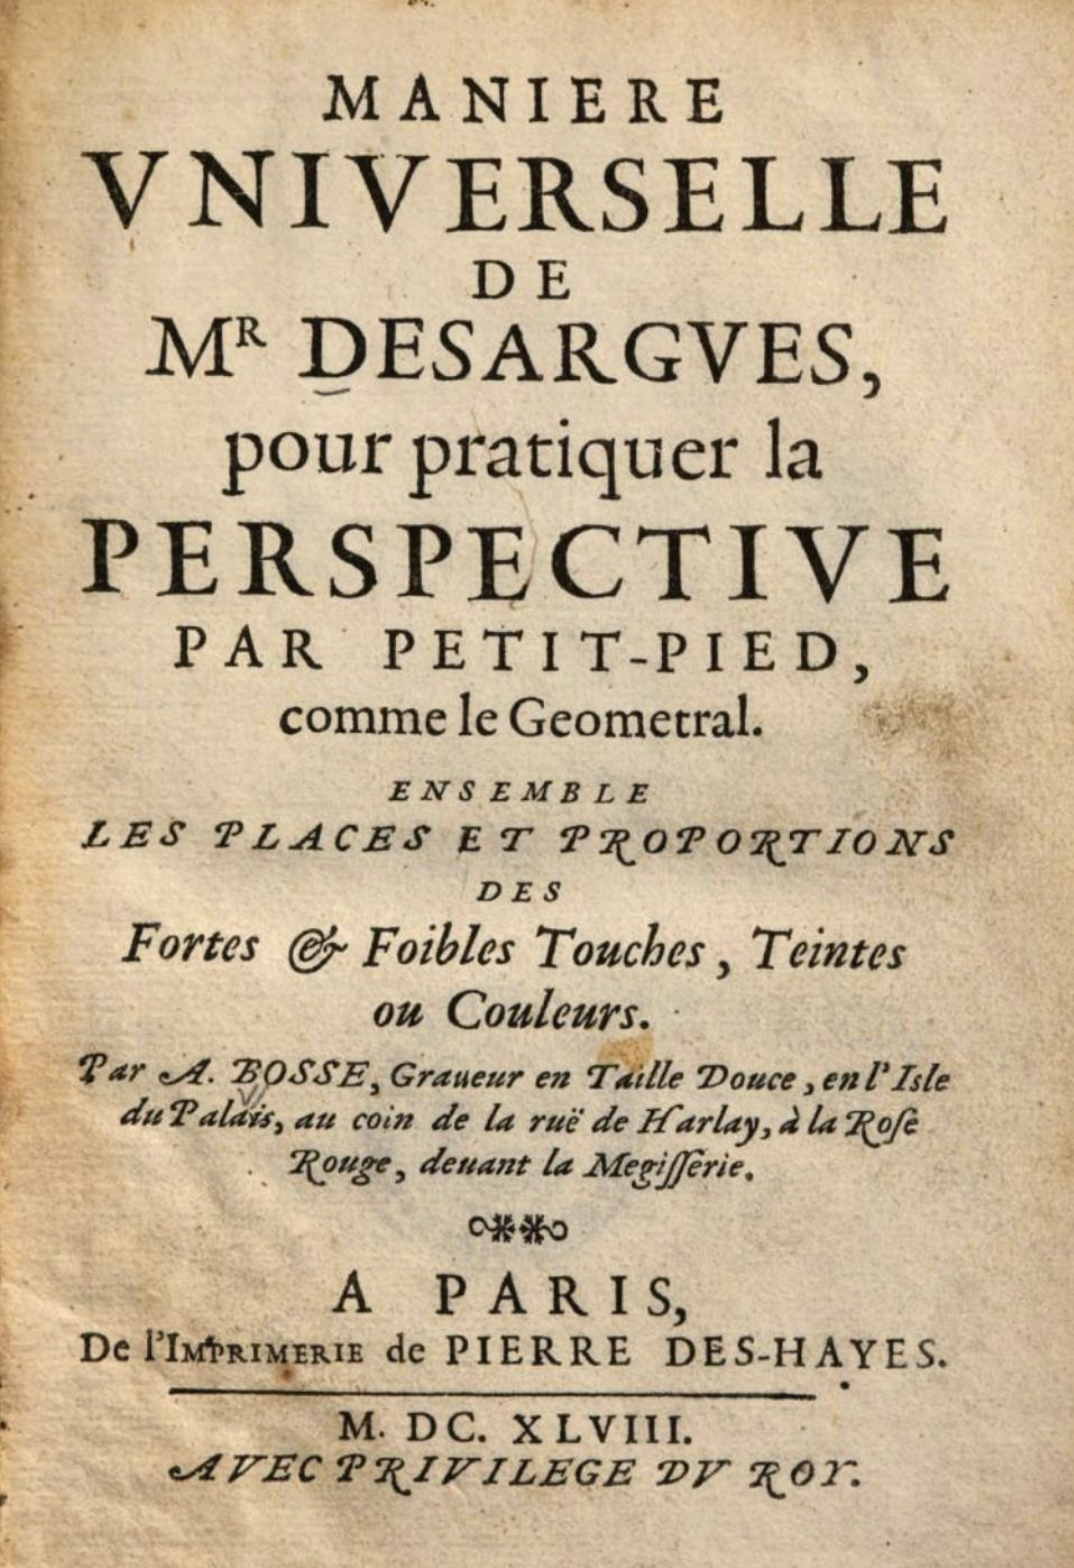 MANIERE
VNIVERSELLE
DE
MR DESARGVES,
pour pratiquer la
PERSPECTIVE
PAR PETIT-PIED,
comme le Geometral.
ENSEMBLE
LES PLACES ET PROPORTIONS
DES
Fortes & Foibles Touches, Teintes
ou Couleurs.
Par A. BOSSE, Graueur en Taille Douce, en l'Isle
du Palais, au coin de la ruë de Harlay, à la Roſe
Rouge, deuant la Megiſſerie.
A PARIS,
De l'IMPRIMERIE de PIERRE DES-HAYES.
M. DC. XLVIII.
AVEC PRIVILEGE DV ROY.